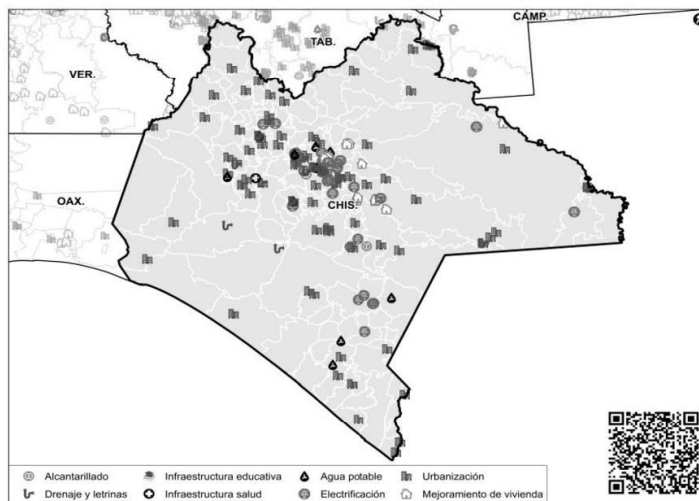 CAMP.
TAB.
VER.
OAX.
CHIS.
Alcantarillado
Infraestructura educativa
Agua potable
Urbanización
Drenaje y letrinas
Infraestructura salud
Electrificación
Mejoramiento de vivienda